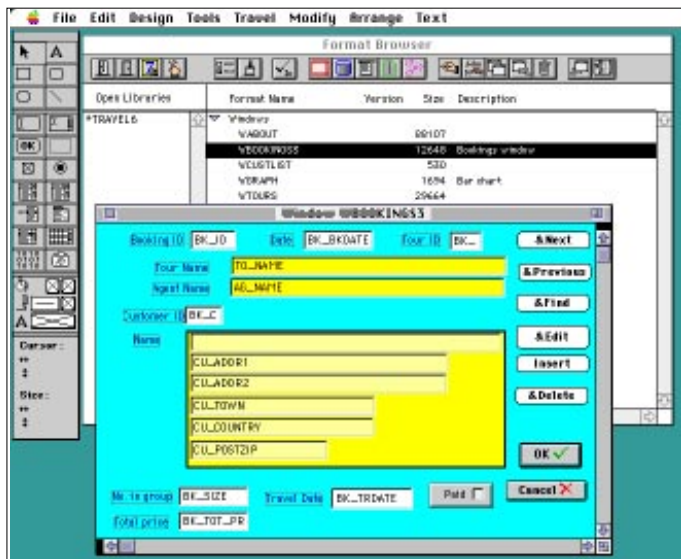 File Edit Design Tools Travel Modify Arrange Text
Format Browser
Open Libraries Format Name Version Size Description
*TRAVEL6
Windows
WABOUT 88107
WBOOKINGS3 12648 Bookings window
WCUSTLIST 530
WGRAPH 1694 Bar chart
WTOURS 29664
A
OK
A
Cursor:
Size:
Window WBOOKINGS3
Booking ID BK_ID Date BK_BKDATE Tour ID BK_ &Next
Tour Name TO_NAME &Previous
Agent Name AG_NAME
&Find
Customer ID BK_C
Name &Edit
CU_ADDR1 Insert
CU_ADDR2 &Delete
CU_TOWN
CU_COUNTRY
CU_POSTZIP OK
No. in group BK_SIZE Travel Date BK_TRDATE Paid Cancel
Total price BK_TOT_PR